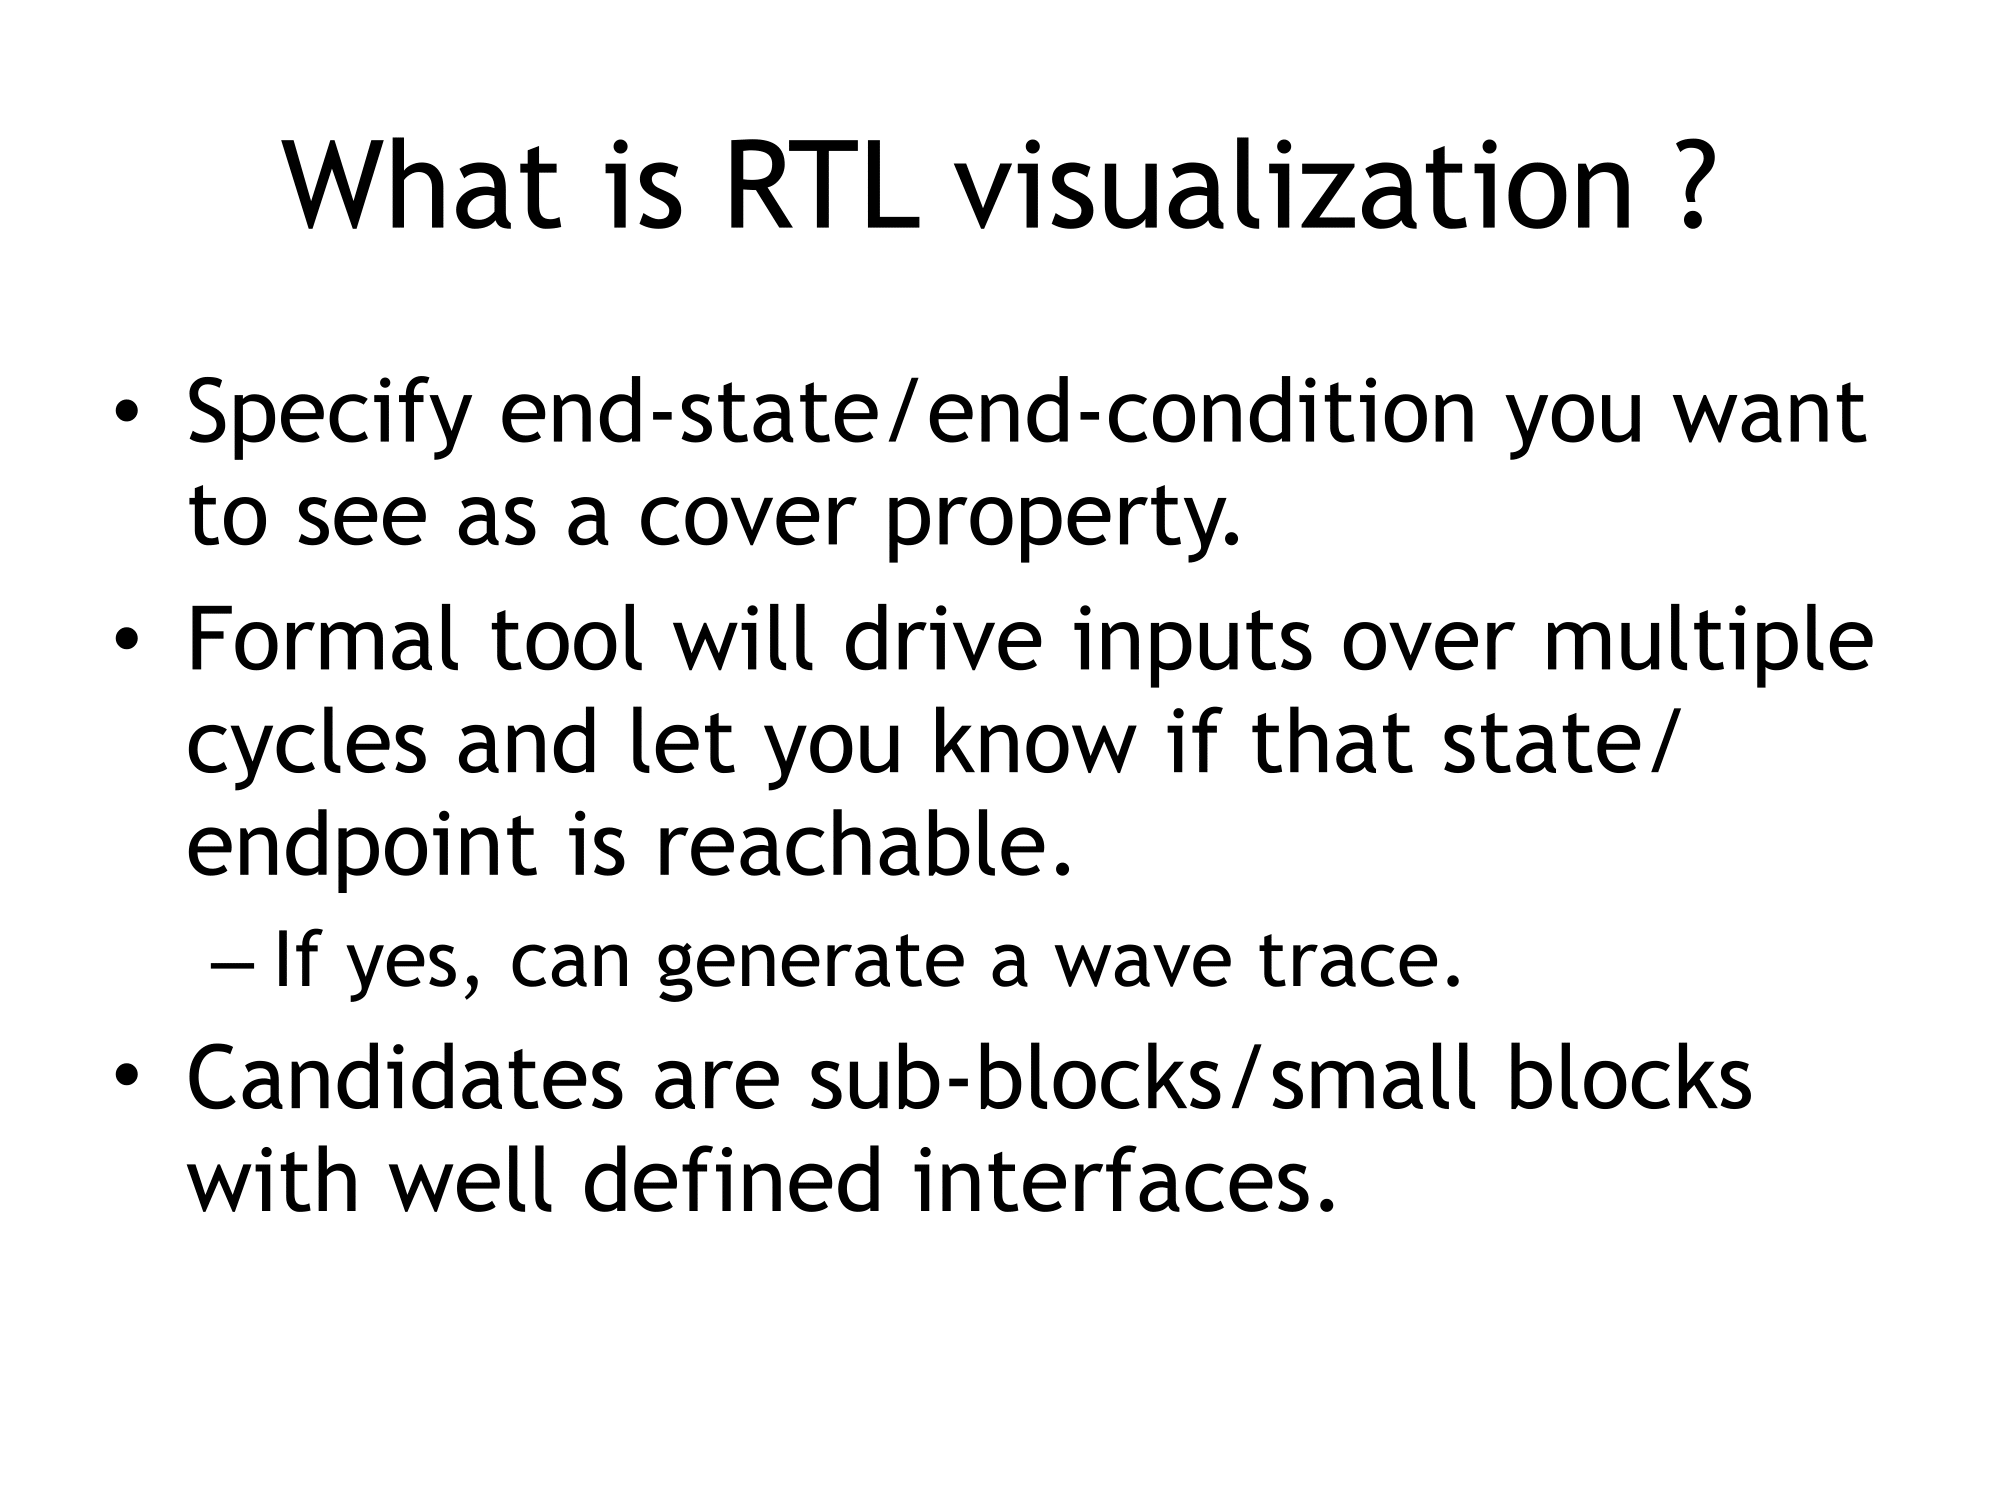 What is RTL visualization ?
• Specify end-state/end-condition you want
to see as a cover property.
• Formal tool will drive inputs over multiple
cycles and let you know if that state/
endpoint is reachable.
– If yes, can generate a wave trace.
• Candidates are sub-blocks/small blocks
with well defined interfaces.